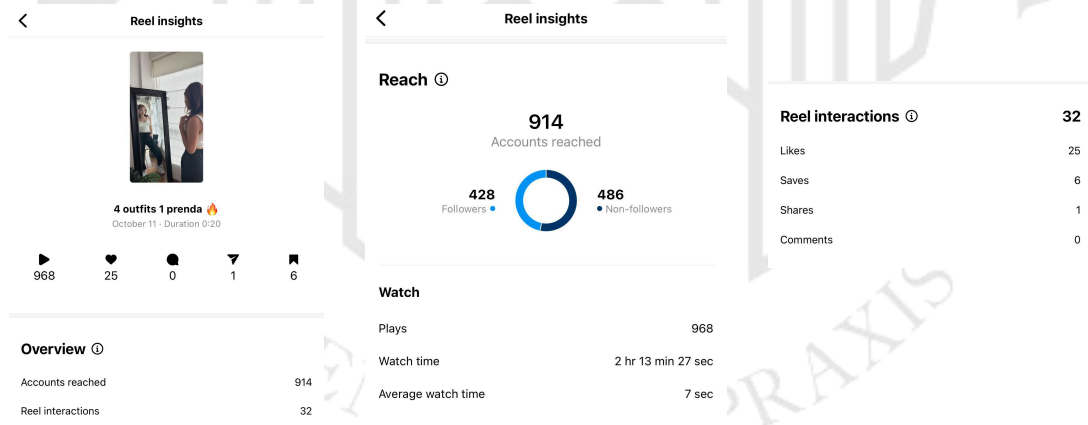 Reel insights
4 outfits 1 prenda 🔥
October 11 · Duration 0:20
968 25 0 1 6
Overview
Accounts reached 914
Reel interactions 32
Reel insights
Reach
914
Accounts reached
428 486
Followers Non-followers
Watch
Plays 968
Watch time 2 hr 13 min 27 sec
Average watch time 7 sec
Reel interactions 32
Likes 25
Saves 6
Shares 1
Comments 0
PRAXIS